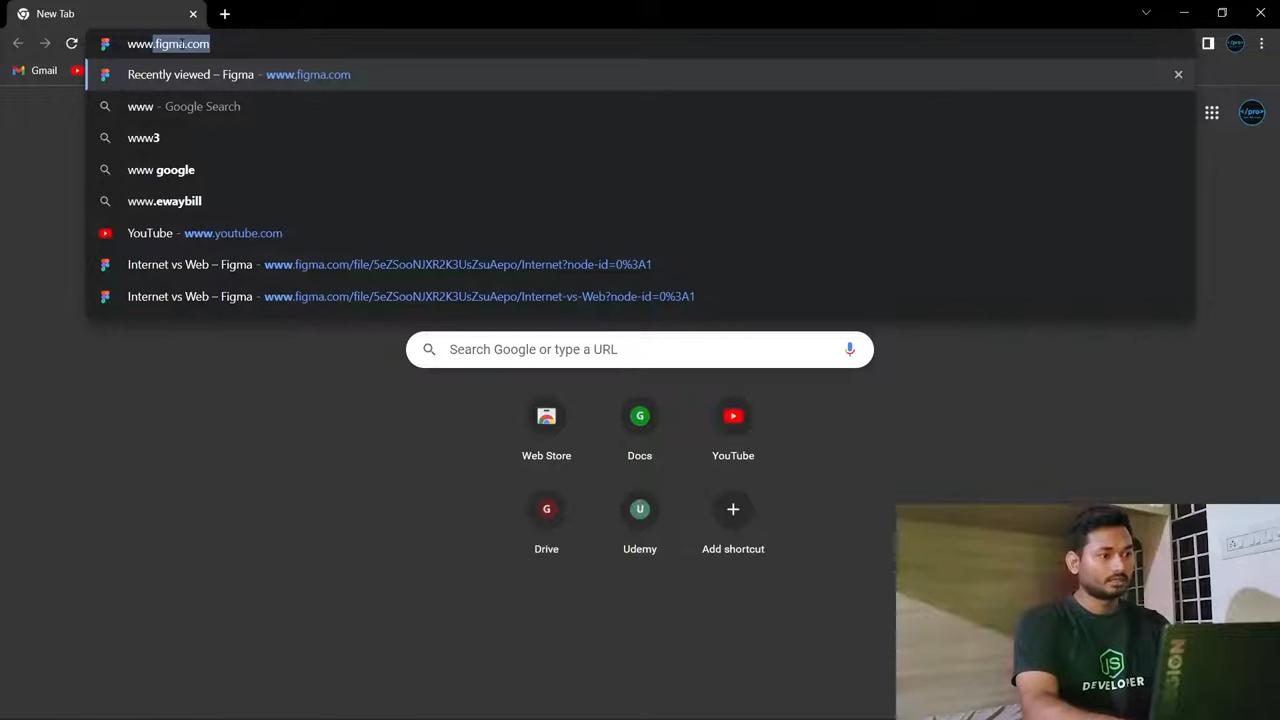 New Tab
www.figma.com
Gmail
Recently viewed – Figma - www.figma.com
www - Google Search
www3
www google
www.ewaybill
YouTube - www.youtube.com
Internet vs Web – Figma - www.figma.com/file/5eZSooNJXR2K3UsZsuAepo/Internet?node-id=0%3A1
Internet vs Web – Figma - www.figma.com/file/5eZSooNJXR2K3UsZsuAepo/Internet-vs-Web?node-id=0%3A1
</pro>
Search Google or type a URL
G
Web Store
Docs
YouTube
G
U
Drive
Udemy
Add shortcut
JS
DEVELOPER
LEGION